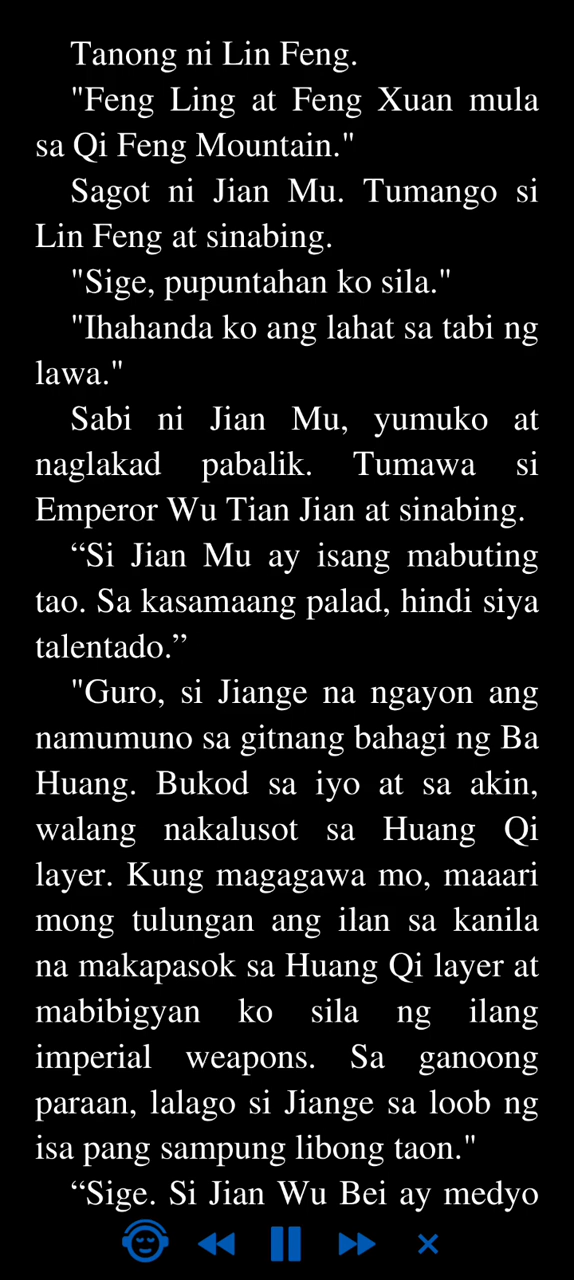 Tanong ni Lin Feng.
"Feng Ling at Feng Xuan mula
sa Qi Feng Mountain."
Sagot ni Jian Mu. Tumango si
Lin Feng at sinabing.
"Sige, pupuntahan ko sila."
"Ihahanda ko ang lahat sa tabi ng
lawa."
Sabi ni Jian Mu, yumuko at
naglakad pabalik. Tumawa si
Emperor Wu Tian Jian at sinabing.
“Si Jian Mu ay isang mabuting
tao. Sa kasamaang palad, hindi siya
talentado.”
"Guro, si Jiange na ngayon ang
namumuno sa gitnang bahagi ng Ba
Huang. Bukod sa iyo at sa akin,
walang nakalusot sa Huang Qi
layer. Kung magagawa mo, maaari
mong tulungan ang ilan sa kanila
na makapasok sa Huang Qi layer at
mabibigyan ko sila ng ilang
imperial weapons. Sa ganoong
paraan, lalago si Jiange sa loob ng
isa pang sampung libong taon."
“Sige. Si Jian Wu Bei ay medyo